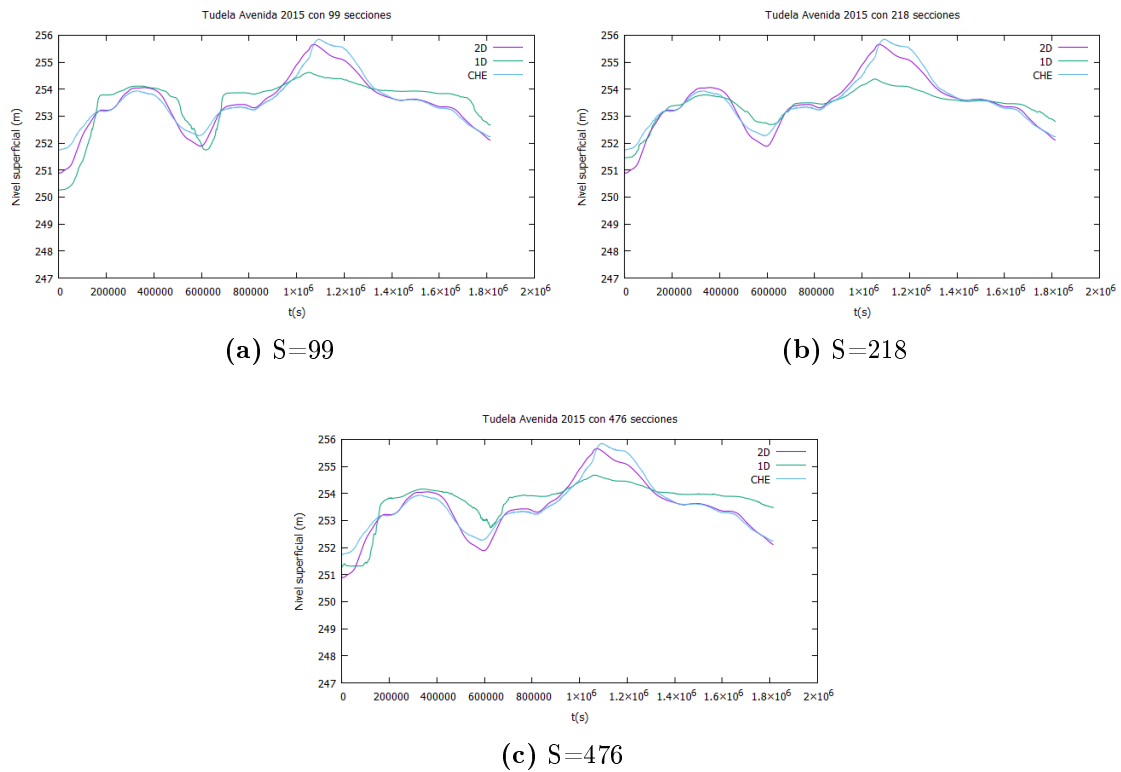 Tudela Avenida 2015 con 99 secciones
256
255
254
253
252
251
250
249
248
247
Nivel superficial (m)
2D
1D
CHE
0 200000 400000 600000 800000 1×10⁶ 1.2×10⁶ 1.4×10⁶ 1.6×10⁶ 1.8×10⁶ 2×10⁶
t(s)
(a) S=99
Tudela Avenida 2015 con 218 secciones
256
255
254
253
252
251
250
249
248
247
Nivel superficial (m)
2D
1D
CHE
0 200000 400000 600000 800000 1×10⁶ 1.2×10⁶ 1.4×10⁶ 1.6×10⁶ 1.8×10⁶ 2×10⁶
t(s)
(b) S=218
Tudela Avenida 2015 con 476 secciones
256
255
254
253
252
251
250
249
248
247
Nivel superficial (m)
2D
1D
CHE
0 200000 400000 600000 800000 1×10⁶ 1.2×10⁶ 1.4×10⁶ 1.6×10⁶ 1.8×10⁶ 2×10⁶
t(s)
(c) S=476